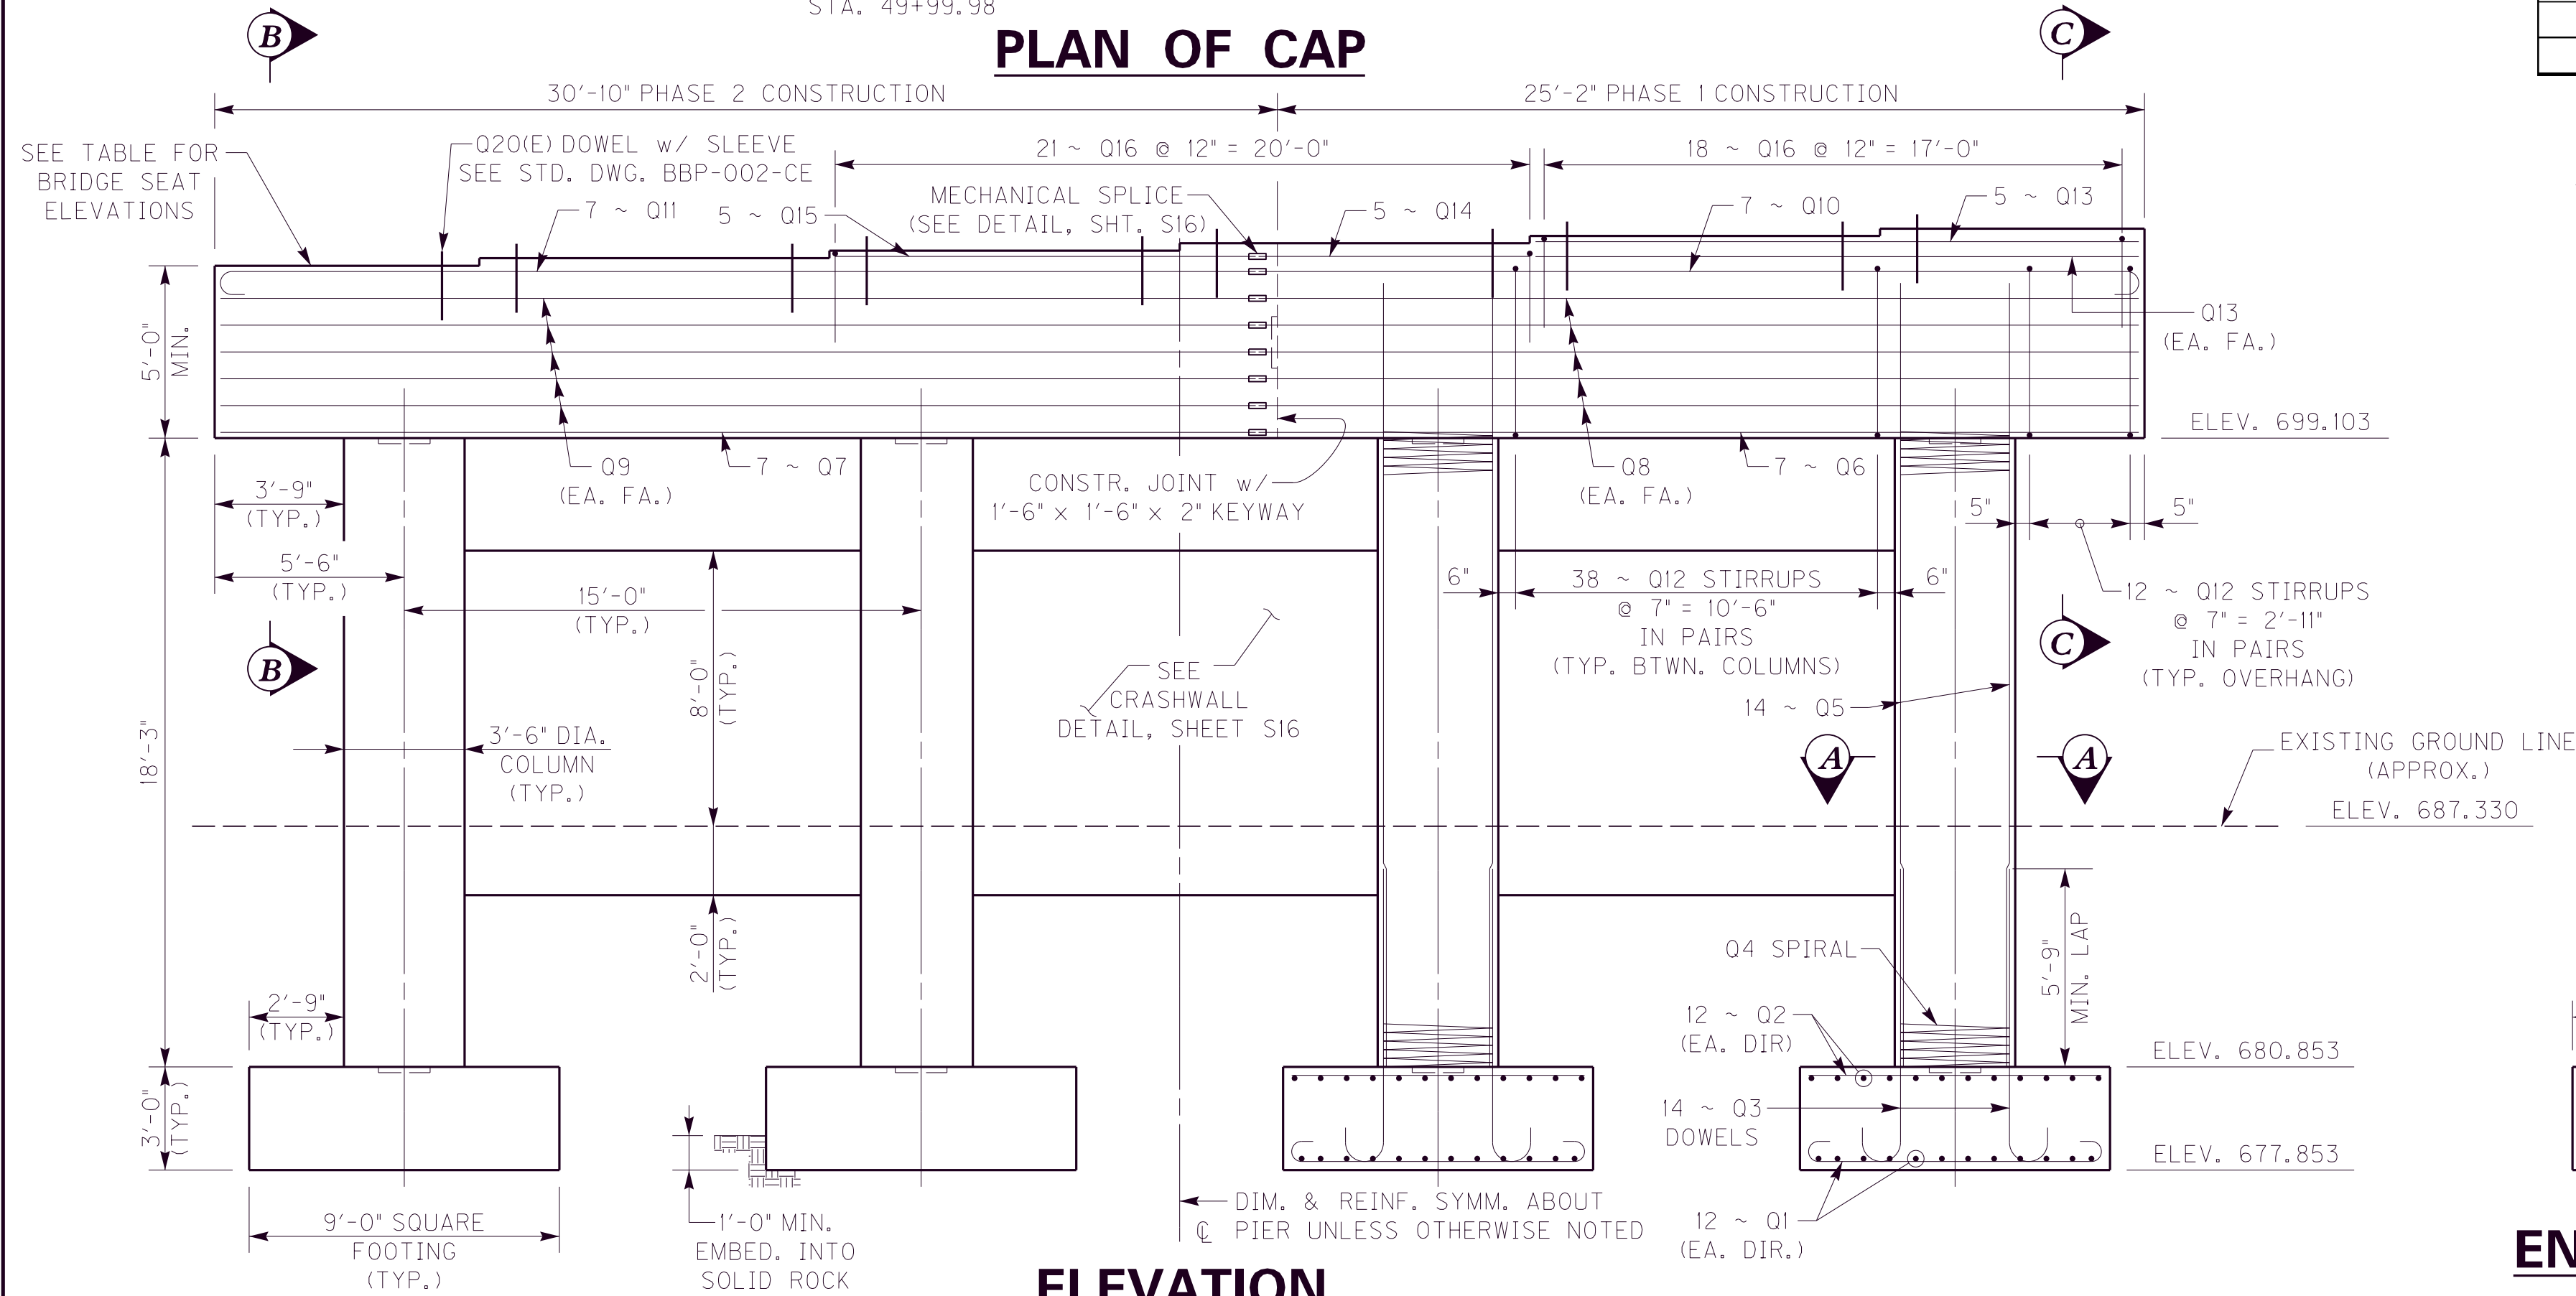 STA. 49+99.98
B
PLAN OF CAP
C
30'-10" PHASE 2 CONSTRUCTION
25'-2" PHASE 1 CONSTRUCTION
SEE TABLE FOR
BRIDGE SEAT
ELEVATIONS
Q20(E) DOWEL w/ SLEEVE
SEE STD. DWG. BBP-002-CE
21 ~ Q16 @ 12" = 20'-0"
18 ~ Q16 @ 12" = 17'-0"
7 ~ Q11
5 ~ Q15
MECHANICAL SPLICE
(SEE DETAIL, SHT. S16)
5 ~ Q14
7 ~ Q10
5 ~ Q13
5'-0"
MIN.
Q13
(EA. FA.)
ELEV. 699.103
Q9
(EA. FA.)
7 ~ Q7
CONSTR. JOINT w/
1'-6" x 1'-6" x 2" KEYWAY
Q8
(EA. FA.)
7 ~ Q6
3'-9"
(TYP.)
5"
5"
5'-6"
(TYP.)
15'-0"
(TYP.)
6"
38 ~ Q12 STIRRUPS
@ 7" = 10'-6"
IN PAIRS
(TYP. BTWN. COLUMNS)
6"
12 ~ Q12 STIRRUPS
@ 7" = 2'-11"
IN PAIRS
(TYP. OVERHANG)
B
C
8'-0"
(TYP.)
SEE
CRASHWALL
DETAIL, SHEET S16
14 ~ Q5
18'-3"
3'-6" DIA.
COLUMN
(TYP.)
A
A
EXISTING GROUND LINE
(APPROX.)
ELEV. 687.330
2'-0"
(TYP.)
Q4 SPIRAL
5'-9"
MIN. LAP
2'-9"
(TYP.)
12 ~ Q2
(EA. DIR)
ELEV. 680.853
3'-0"
(TYP.)
14 ~ Q3
DOWELS
ELEV. 677.853
9'-0" SQUARE
FOOTING
(TYP.)
1'-0" MIN.
EMBED. INTO
SOLID ROCK
DIM. & REINF. SYMM. ABOUT
℄ PIER UNLESS OTHERWISE NOTED
12 ~ Q1
(EA. DIR.)
ELEVATION